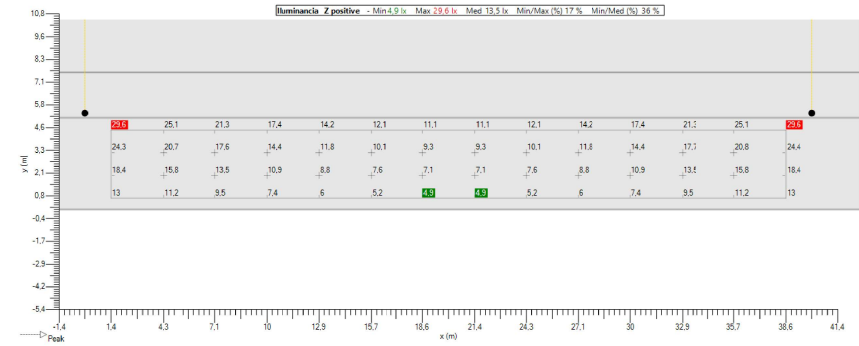 Iluminancia Z positive - Min 4,9 lx Max 29,6 lx Med 13,5 lx Min/Max (%) 17 % Min/Med (%) 36 %
10,8
9,6
8,3
7,1
5,8
4,6
3,3
2,1
0,8
-0,4
-1,7
-2,9
-4,2
-5,4
y (m)
29,6 25,1 21,3 17,4 14,2 12,1 11,1 11,1 12,1 14,2 17,4 21,3 25,1 29,6
24,3 20,7 17,6 14,4 11,8 10,1 9,3 9,3 10,1 11,8 14,4 17,7 20,8 24,4
18,4 15,8 13,5 10,9 8,8 7,6 7,1 7,1 7,6 8,8 10,9 13,5 15,8 18,4
13 11,2 9,5 7,4 6 5,2 4,9 4,9 5,2 6 7,4 9,5 11,2 13
-1,4 1,4 4,3 7,1 10 12,9 15,7 18,6 21,4 24,3 27,1 30 32,9 35,7 38,6 41,4
x (m)
Peak